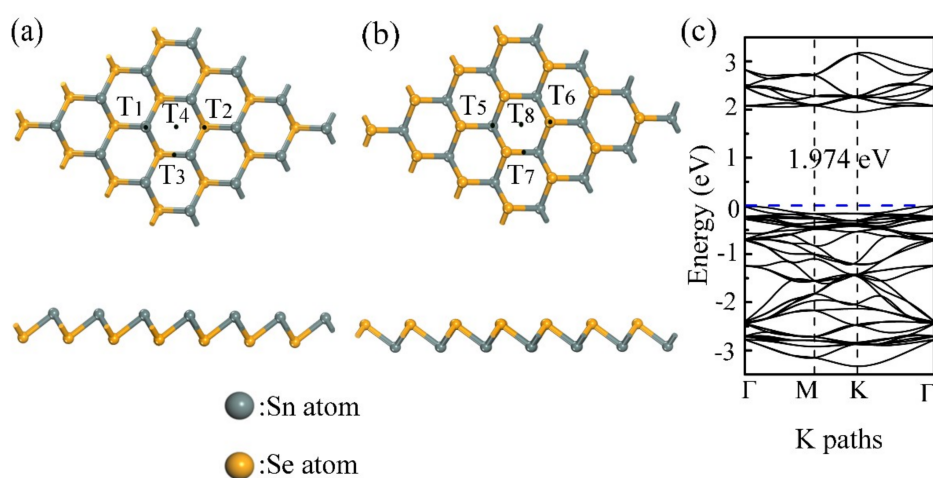 (a)
T1 T4 T2
T3
(b)
T5 T8 T6
T7
:Sn atom
:Se atom
(c)
Energy (eV)
3
2
1
0
-1
-2
-3
1.974 eV
Γ M K Γ
K paths